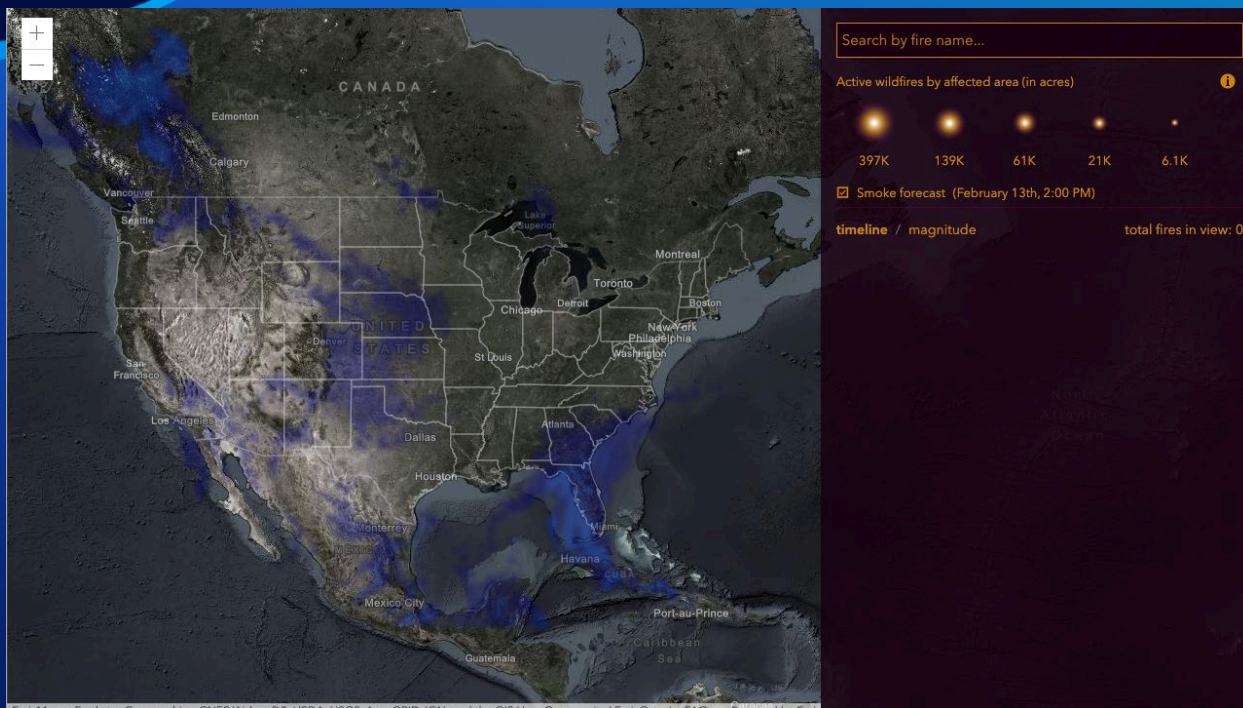 +
−
CANADA
Edmonton
Calgary
Vancouver
Seattle
Lake
Superior
Montreal
Toronto
Chicago
Detroit
Boston
New York
Philadelphia
UNITED
STATES
Denver
St Louis
Washington
San
Francisco
Los Angeles
Atlanta
Dallas
Houston
Monterrey
MÉXICO
Miami
Havana
CUBA
Mexico City
Port-au-Prince
Caribbean
Sea
Guatemala
Search by fire name...
Active wildfires by affected area (in acres)
397K 139K 61K 21K 6.1K
Smoke forecast (February 13th, 2:00 PM)
timeline / magnitude total fires in view: 0
Ocean